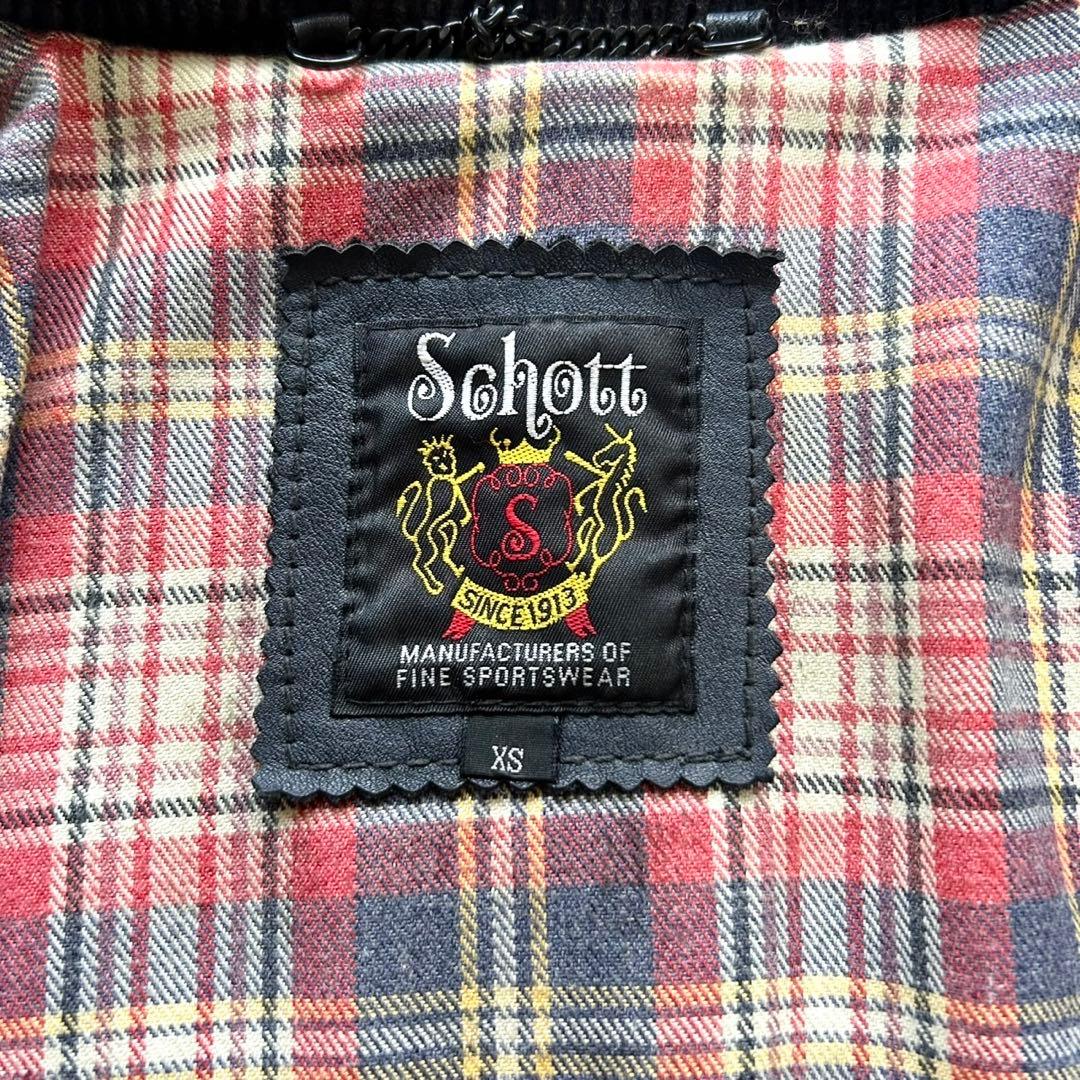 Schott
S
SINCE 1913
MANUFACTURERS OF
FINE SPORTSWEAR
XS